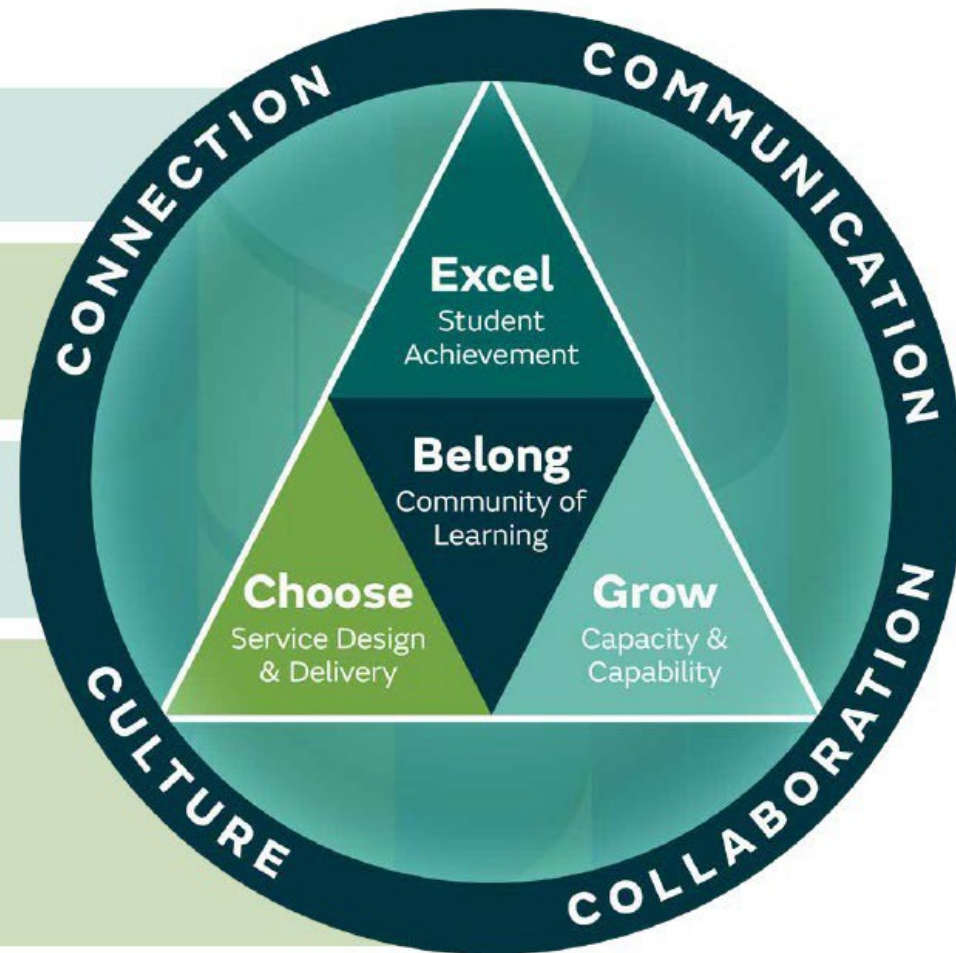 CONNECTION
COMMUNICATION
Excel
Student
Achievement
Belong
Community of
Learning
Choose
Service Design
& Delivery
Grow
Capacity &
Capability
CULTURE
COLLABORATION